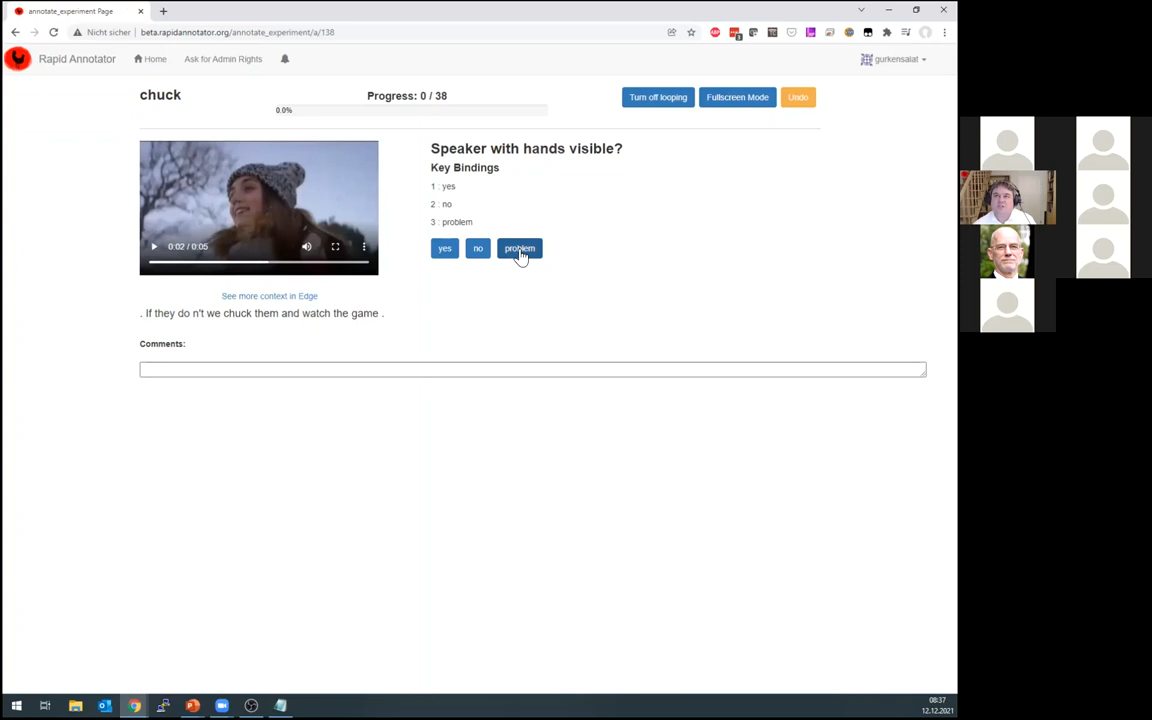 annotate_experiment Page
Nicht sicher
beta.rapidannotator.org/annotate_experiment/a/138
Rapid Annotator
Home
Ask for Admin Rights
gurkensalat
chuck
Progress: 0 / 38
0.0%
Turn off looping
Fullscreen Mode
Undo
0:02 / 0:05
See more context in Edge
. If they do n't we chuck them and watch the game .
Speaker with hands visible?
Key Bindings
1 : yes
2 : no
3 : problem
yes
no
problem
Comments:
08:37
12.12.2021